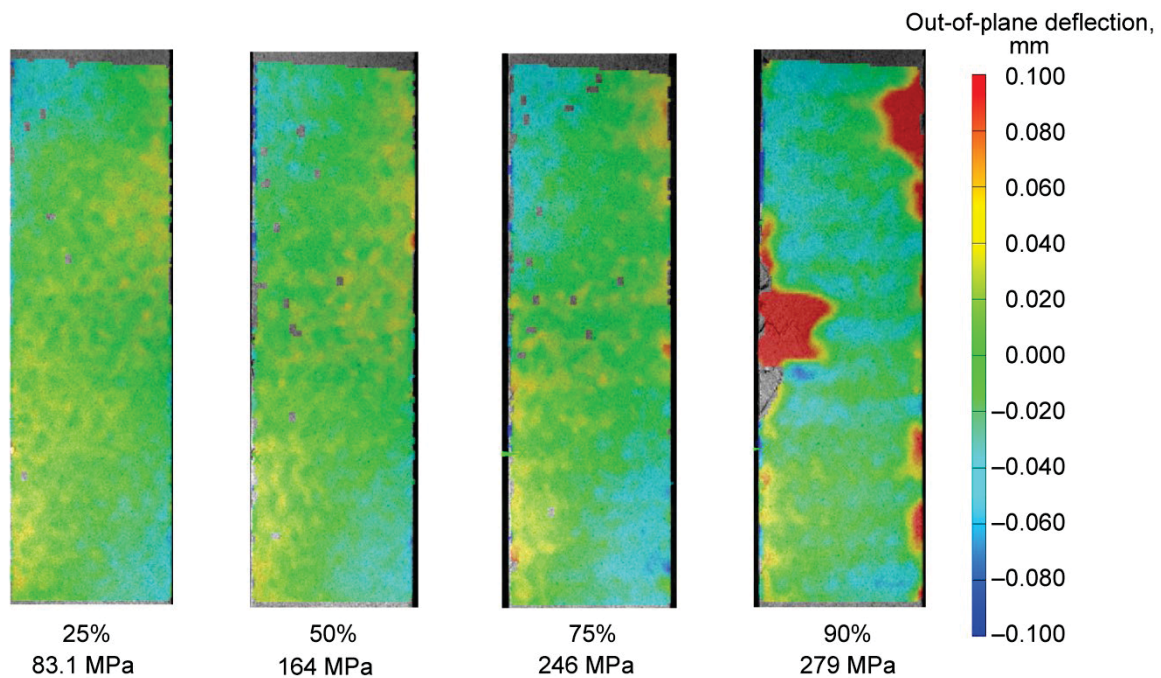 Out-of-plane deflection,
mm
0.100
0.080
0.060
0.040
0.020
0.000
–0.020
–0.040
–0.060
–0.080
–0.100
25%
83.1 MPa
50%
164 MPa
75%
246 MPa
90%
279 MPa